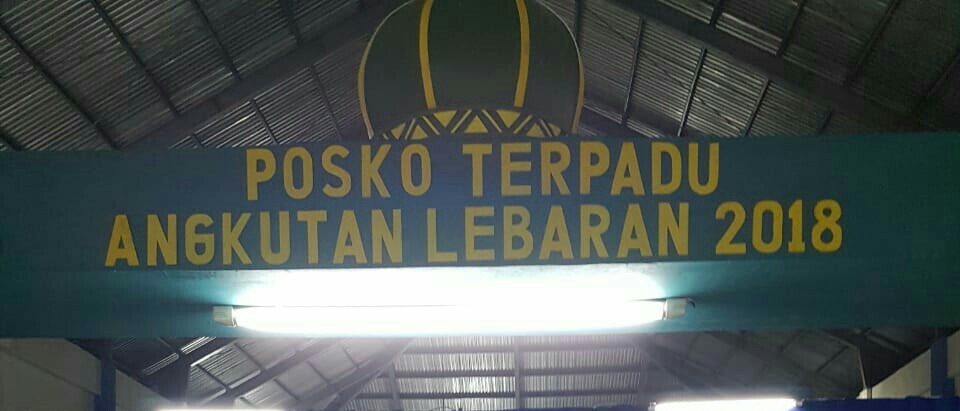 POSKO TERPADU
ANGKUTAN LEBARAN 2018